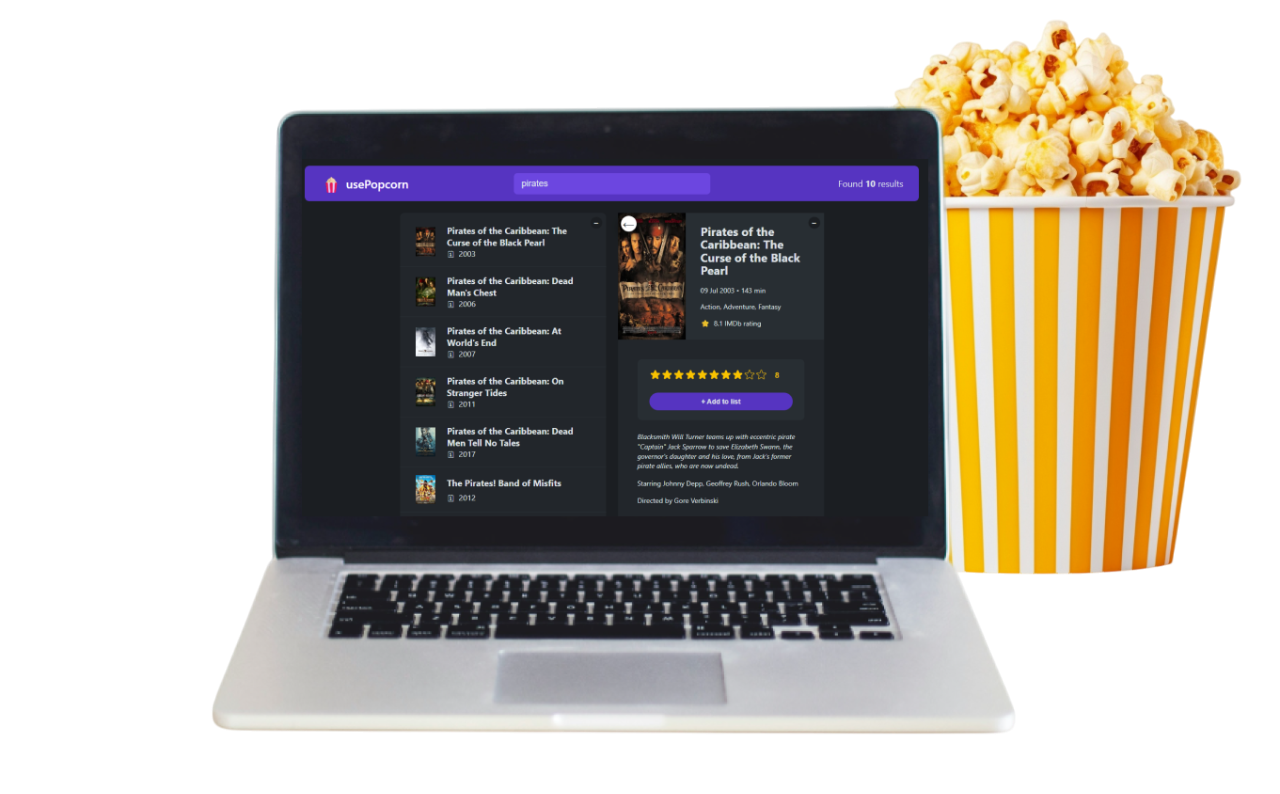 usePopcorn
pirates
Found 10 results
Pirates of the Caribbean: The
Curse of the Black Pearl
2003
Pirates of the Caribbean: Dead
Man's Chest
2006
Pirates of the Caribbean: At
World's End
2007
Pirates of the Caribbean: On
Stranger Tides
2011
Pirates of the Caribbean: Dead
Men Tell No Tales
2017
The Pirates! Band of Misfits
2012
Pirates of the
Caribbean: The
Curse of the Black
Pearl
09 Jul 2003 • 143 min
Action, Adventure, Fantasy
8.1 IMDb rating
8
+ Add to list
Blacksmith Will Turner teams up with eccentric pirate
"Captain" Jack Sparrow to save Elizabeth Swann, the
governor's daughter and his love, from Jack's former
pirate allies, who are now undead.
Starring Johnny Depp, Geoffrey Rush, Orlando Bloom
Directed by Gore Verbinski